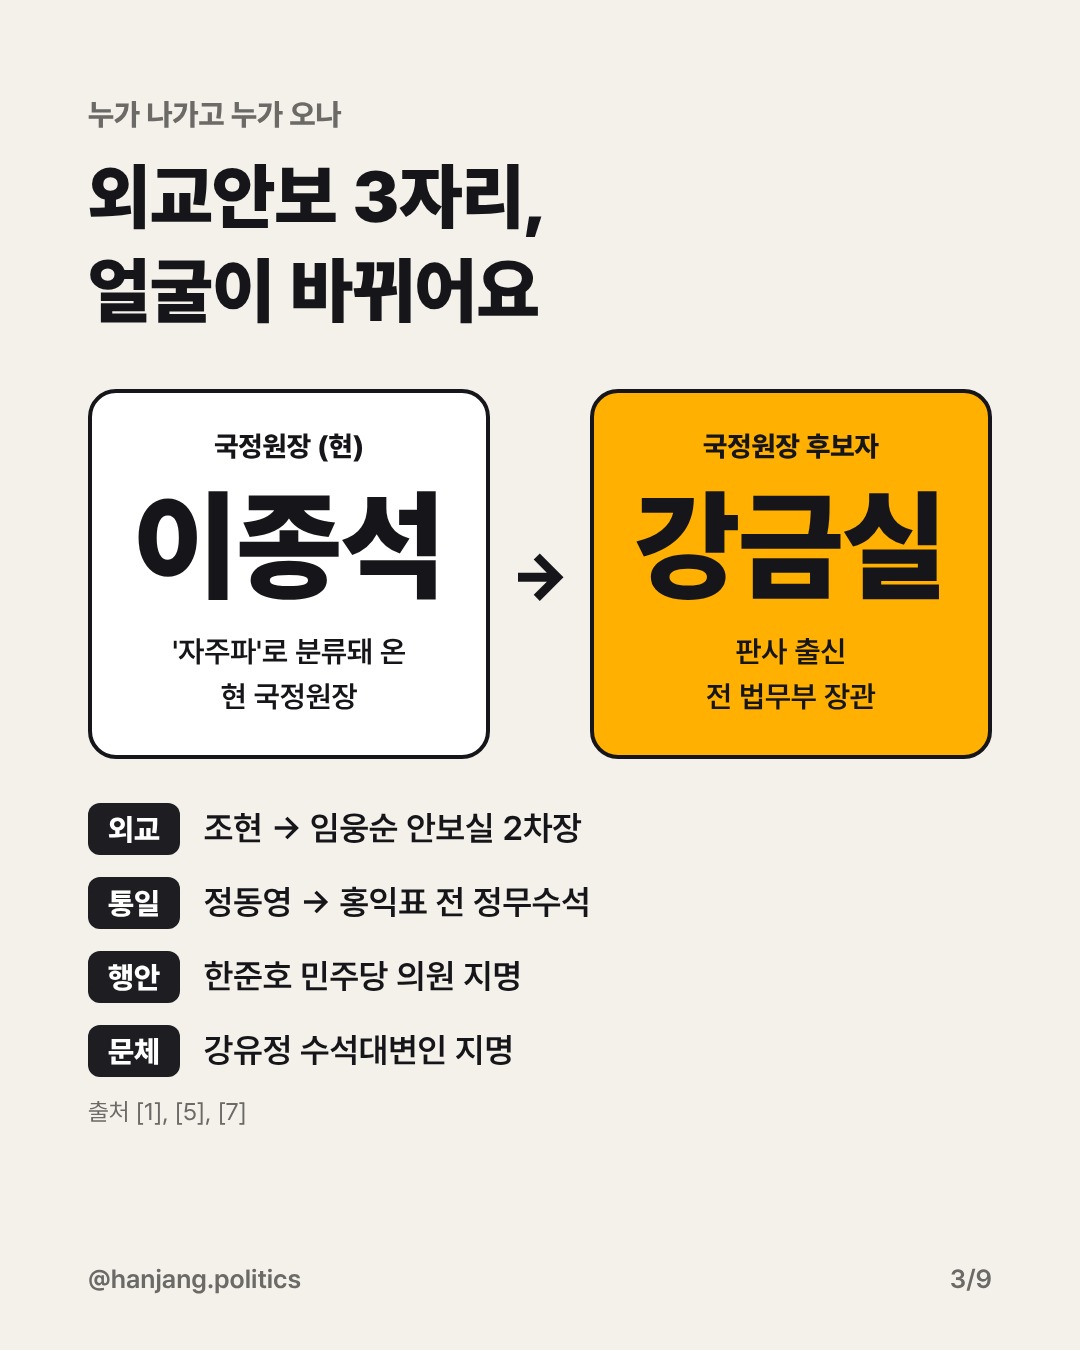 누가 나가고 누가 오나
외교안보 3자리,
얼굴이 바뀌어요
국정원장 (현)
이종석
'자주파'로 분류돼 온
현 국정원장
→
국정원장 후보자
강금실
판사 출신
전 법무부 장관
외교 조현 → 임웅순 안보실 2차장
통일 정동영 → 홍익표 전 정무수석
행안 한준호 민주당 의원 지명
문체 강유정 수석대변인 지명
출처 [1], [5], [7]
@hanjang.politics
3/9